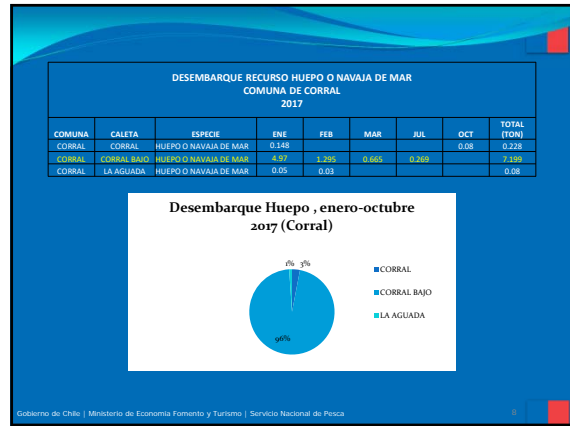 DESEMBARQUE RECURSO HUEPO O NAVAJA DE MAR
COMUNA DE CORRAL
2017
COMUNA CALETA ESPECIE ENE FEB MAR JUL OCT TOTAL (TON)
CORRAL CORRAL HUEPO O NAVAJA DE MAR 0.148 0.08 0.228
CORRAL CORRAL BAJO HUEPO O NAVAJA DE MAR 4.97 1.295 0.665 0.269 7.199
CORRAL LA AGUADA HUEPO O NAVAJA DE MAR 0.05 0.03 0.08
Desembarque Huepo , enero-octubre
2017 (Corral)
1% 3%
CORRAL
CORRAL BAJO
LA AGUADA
96%
Gobierno de Chile | Ministerio de Economía Fomento y Turismo | Servicio Nacional de Pesca 8